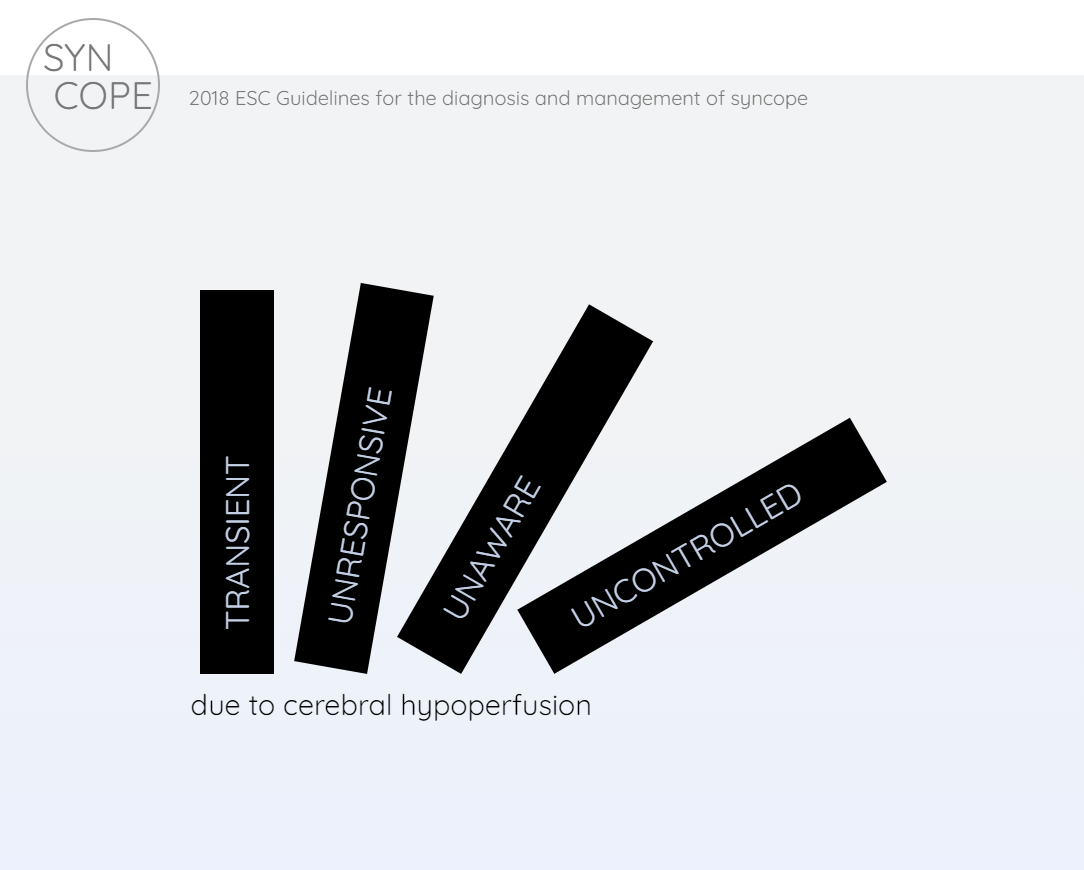 SYN
COPE
2018 ESC Guidelines for the diagnosis and management of syncope
TRANSIENT
UNRESPONSIVE
UNAWARE
UNCONTROLLED
due to cerebral hypoperfusion